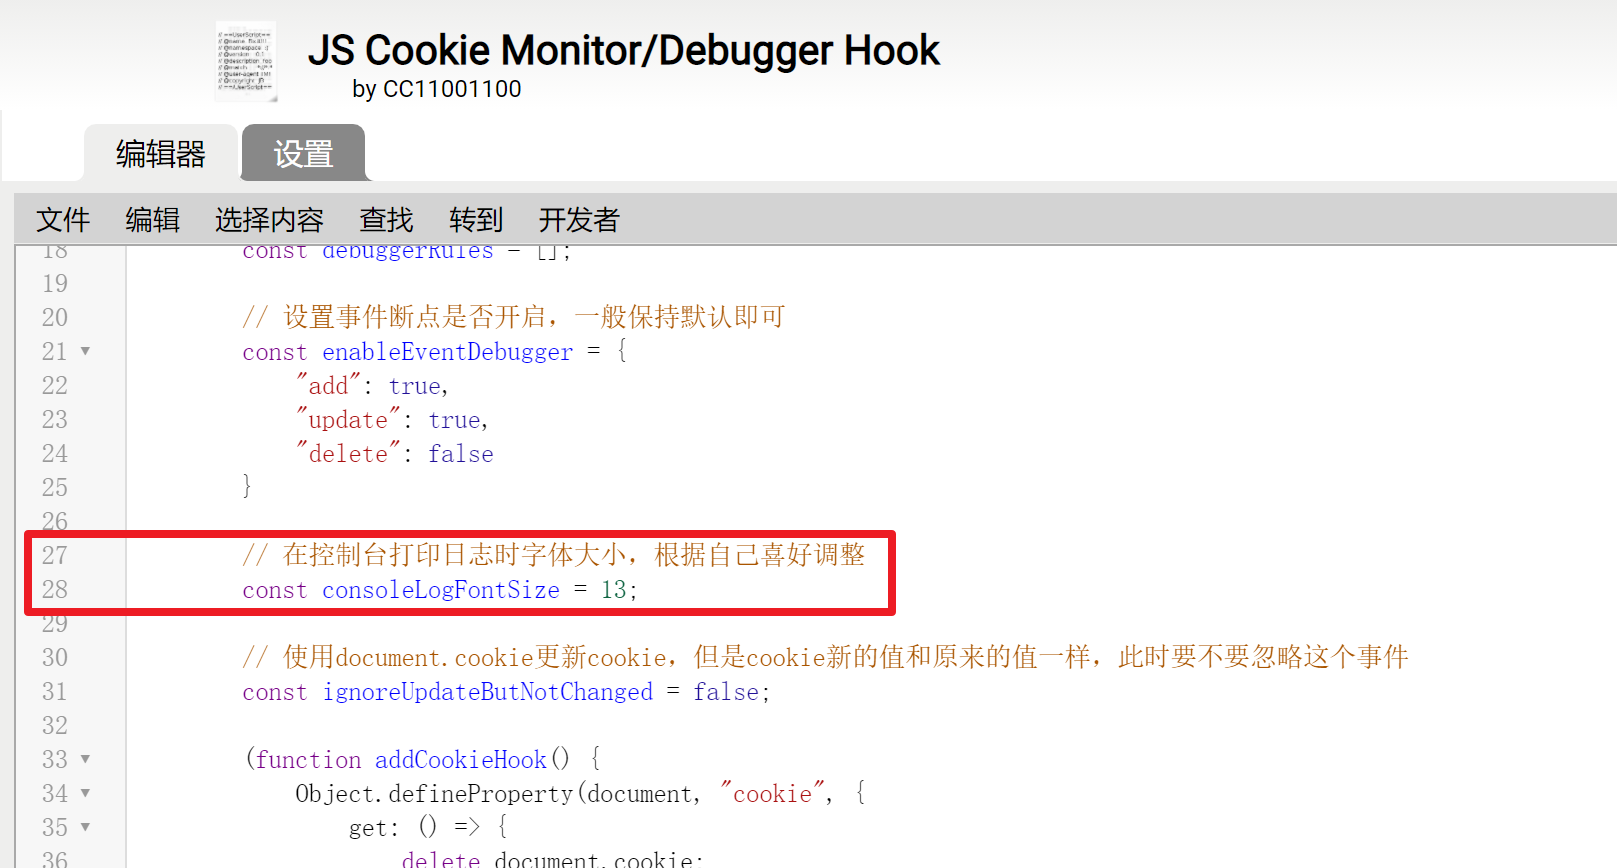 // ==UserScript==
JS Cookie Monitor/Debugger Hook
by CC11001100
编辑器 设置
文件 编辑 选择内容 查找 转到 开发者
18 const debuggerRules = [];
19
20 // 设置事件断点是否开启，一般保持默认即可
21 ▼ const enableEventDebugger = {
22 "add": true,
23 "update": true,
24 "delete": false
25 }
26
27 // 在控制台打印日志时字体大小，根据自己喜好调整
28 const consoleLogFontSize = 13;
29
30 // 使用document.cookie更新cookie，但是cookie新的值和原来的值一样，此时要不要忽略这个事件
31 const ignoreUpdateButNotChanged = false;
32
33 ▼ (function addCookieHook() {
34 ▼ Object.defineProperty(document, "cookie", {
35 ▼ get: () => {
36 delete document.cookie;